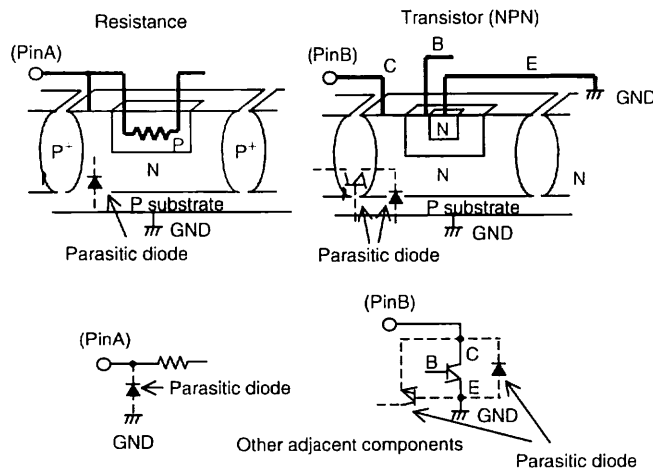 Resistance
(PinA)
P⁺
P
P⁺
N
P substrate
GND
Parasitic diode
Transistor (NPN)
(PinB)
C
B
E
GND
N
N
N
P substrate
GND
Parasitic diode
(PinA)
Parasitic diode
GND
(PinB)
C
B
E
GND
Other adjacent components
Parasitic diode